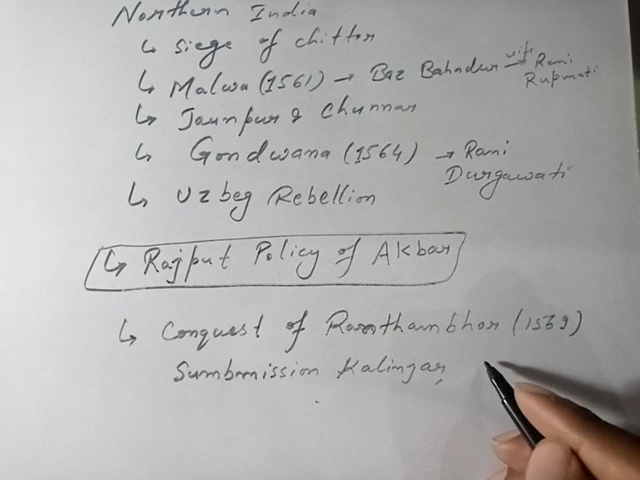 Northern India
↳ Siege of chittor
↳ Malwa (1561) → Baz Bahadur wife→ Rani Rupmati
↳ Jaunpur & Chunnar
↳ Gondwana (1564) → Rani Durgawati
↳ Uzbeg Rebellion
↳ Rajput Policy of Akbar
↳ Conquest of Ranthambhor (1569)
Sumbmission Kalinjar,